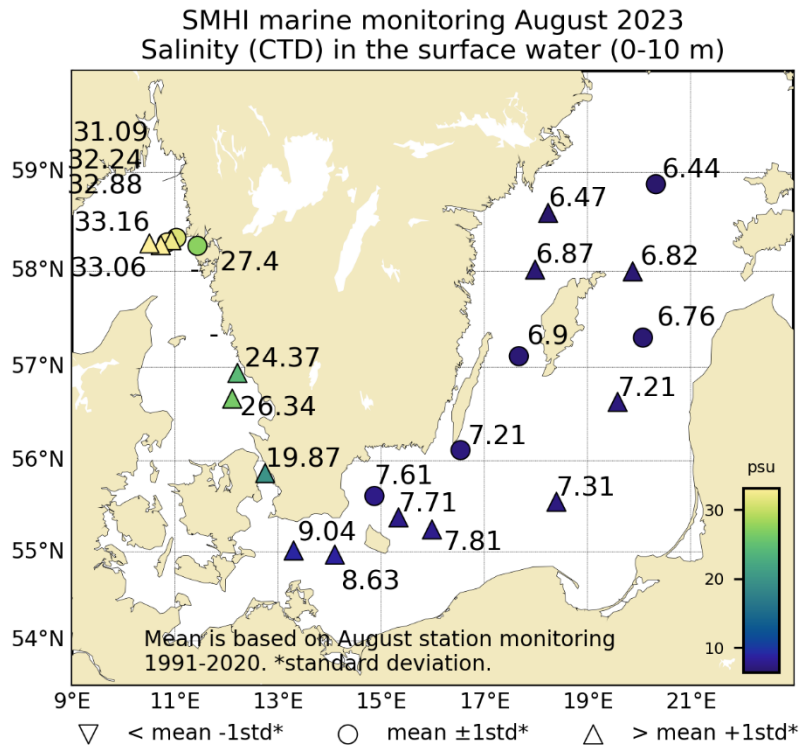 SMHI marine monitoring August 2023
Salinity (CTD) in the surface water (0-10 m)
31.09
32.24
32.88
33.16
33.06
27.4
59°N
58°N
57°N
56°N
55°N
54°N
6.44
6.47
6.87
6.82
6.76
6.9
24.37
7.21
26.34
7.21
19.87
7.61
7.71
7.31
7.81
9.04
8.63
psu
30
20
10
Mean is based on August station monitoring
1991-2020. *standard deviation.
9°E 11°E 13°E 15°E 17°E 19°E 21°E
▽ < mean -1std* ○ mean ±1std* △ > mean +1std*